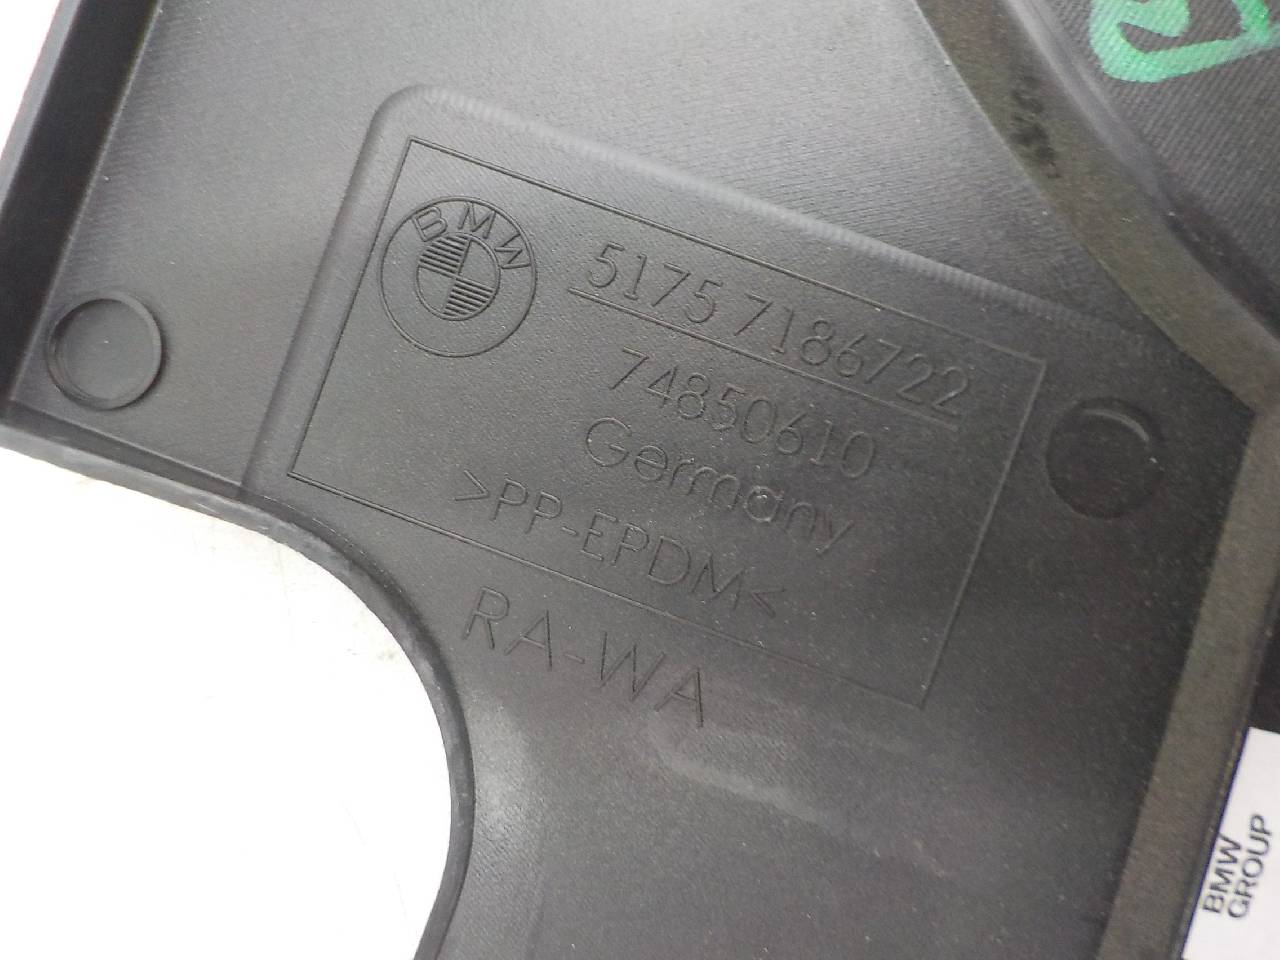 BMW
5175 7186722
74850610
Germany
>PP-EPDM<
RA-WA
BMW
GROUP